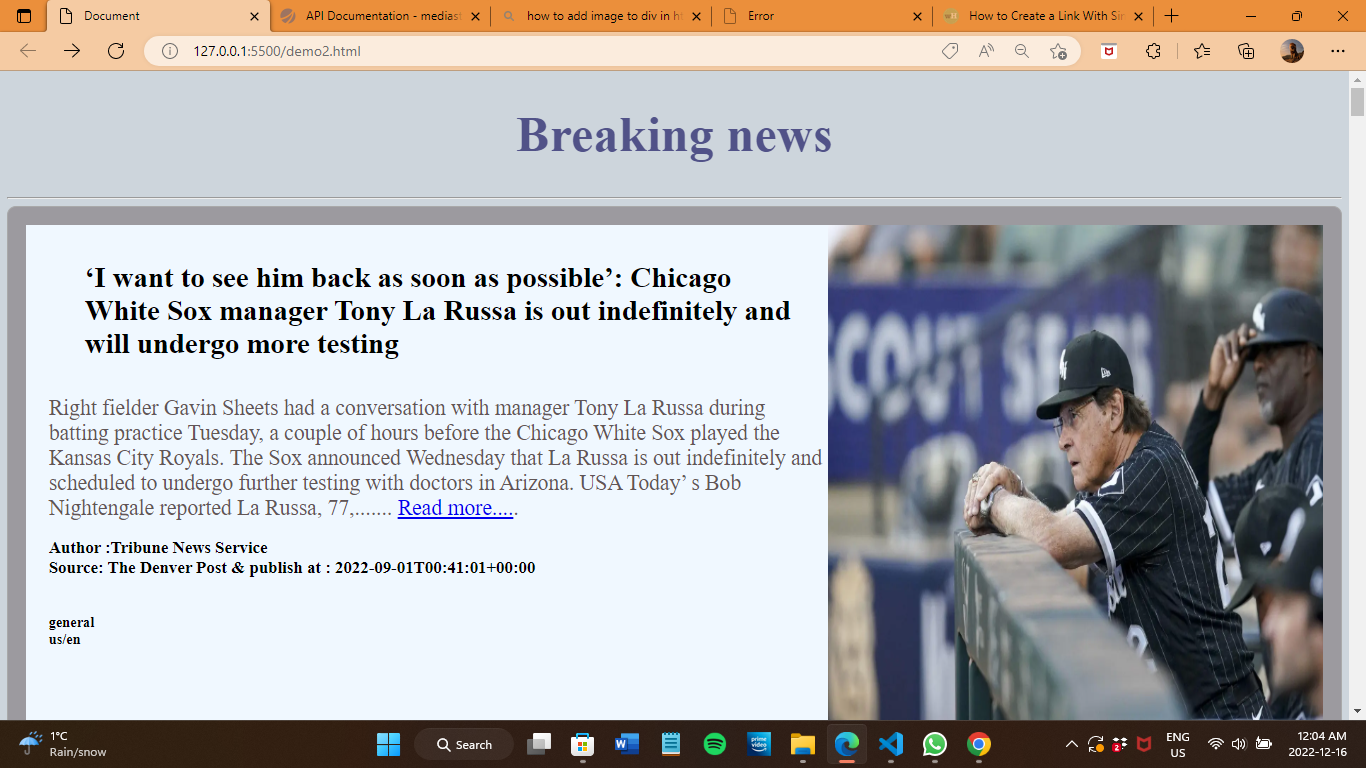 Document
API Documentation - mediast
how to add image to div in ht
Error
How to Create a Link With Sim
127.0.0.1:5500/demo2.html
Breaking news
‘I want to see him back as soon as possible’: Chicago
White Sox manager Tony La Russa is out indefinitely and
will undergo more testing
Right fielder Gavin Sheets had a conversation with manager Tony La Russa during
batting practice Tuesday, a couple of hours before the Chicago White Sox played the
Kansas City Royals. The Sox announced Wednesday that La Russa is out indefinitely and
scheduled to undergo further testing with doctors in Arizona. USA Today’ s Bob
Nightengale reported La Russa, 77,....... Read more.....
Author :Tribune News Service
Source: The Denver Post & publish at : 2022-09-01T00:41:01+00:00
general
us/en
SCOUT SEATS
1°C
Rain/snow
Search
prime video
ENG
US
12:04 AM
2022-12-16